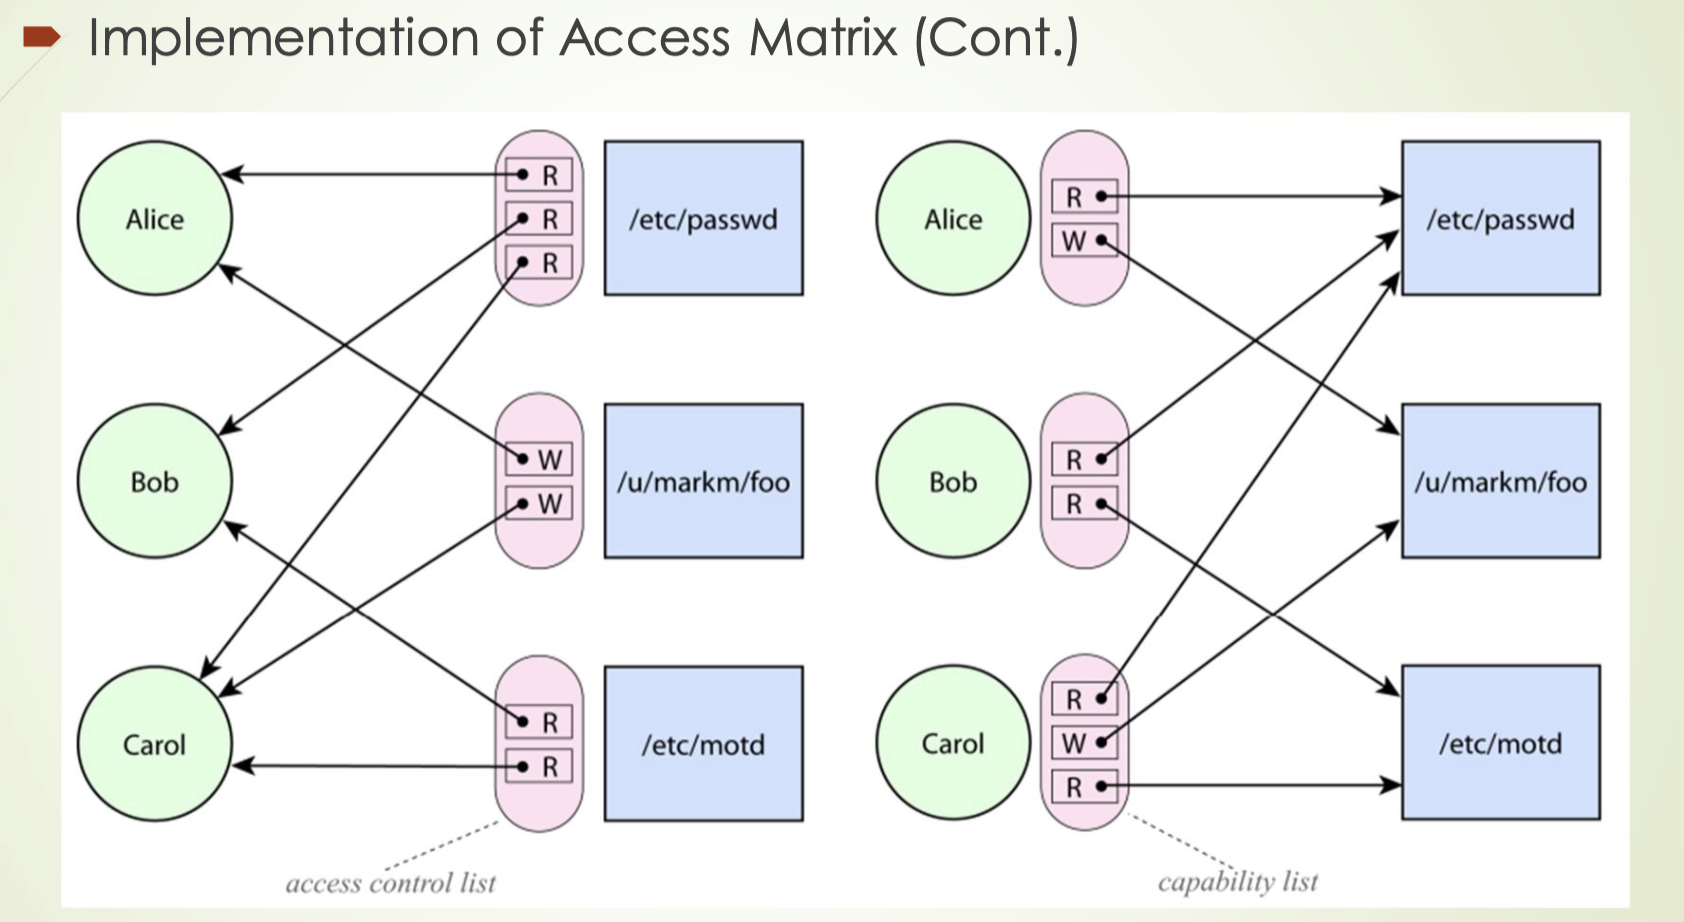 Implementation of Access Matrix (Cont.)
Alice
R
R
R
/etc/passwd
Bob
W
W
/u/markm/foo
Carol
R
R
/etc/motd
access control list
Alice
R
W
/etc/passwd
Bob
R
R
/u/markm/foo
Carol
R
W
R
/etc/motd
capability list